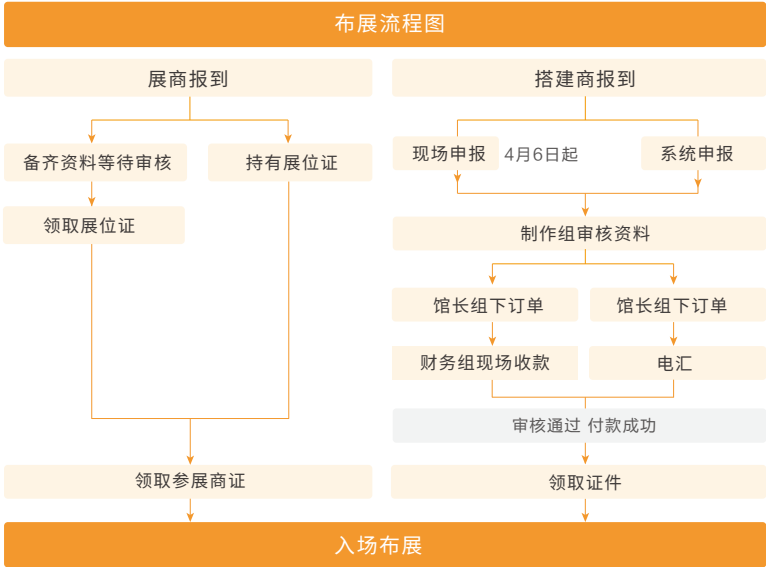 布展流程图
展商报到
搭建商报到
备齐资料等待审核
持有展位证
现场申报
4月6日起
系统申报
领取展位证
制作组审核资料
馆长组下订单
馆长组下订单
财务组现场收款
电汇
审核通过 付款成功
领取参展商证
领取证件
入场布展